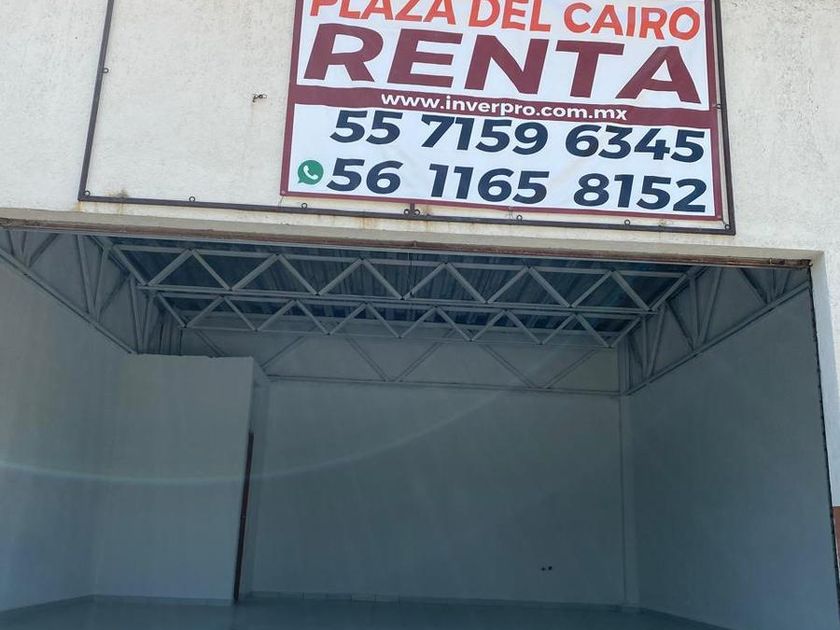 PLAZA DEL CAIRO
RENTA
www.inverpro.com.mx
55 7159 6345
56 1165 8152